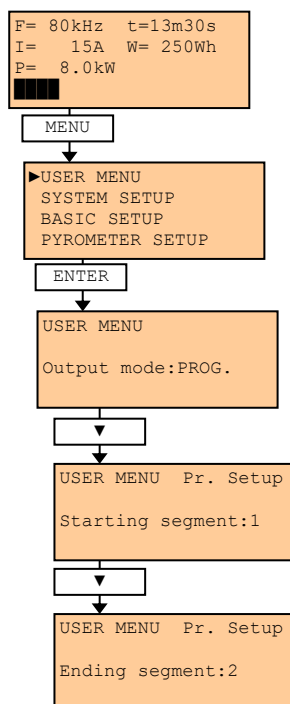 F= 80kHz t=13m30s
I= 15A W= 250Wh
P= 8.0kW
MENU
►USER MENU
SYSTEM SETUP
BASIC SETUP
PYROMETER SETUP
ENTER
USER MENU
Output mode:PROG.
▼
USER MENU Pr. Setup
Starting segment:1
▼
USER MENU Pr. Setup
Ending segment:2